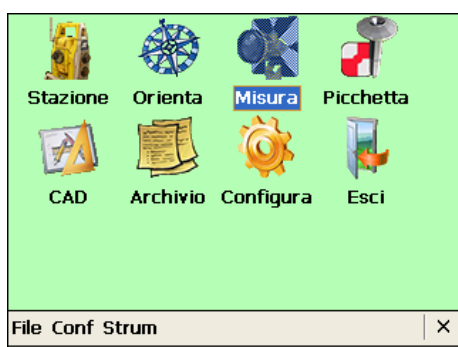 Stazione Orienta Misura Picchetta
CAD Archivio Configura Esci
File Conf Strum